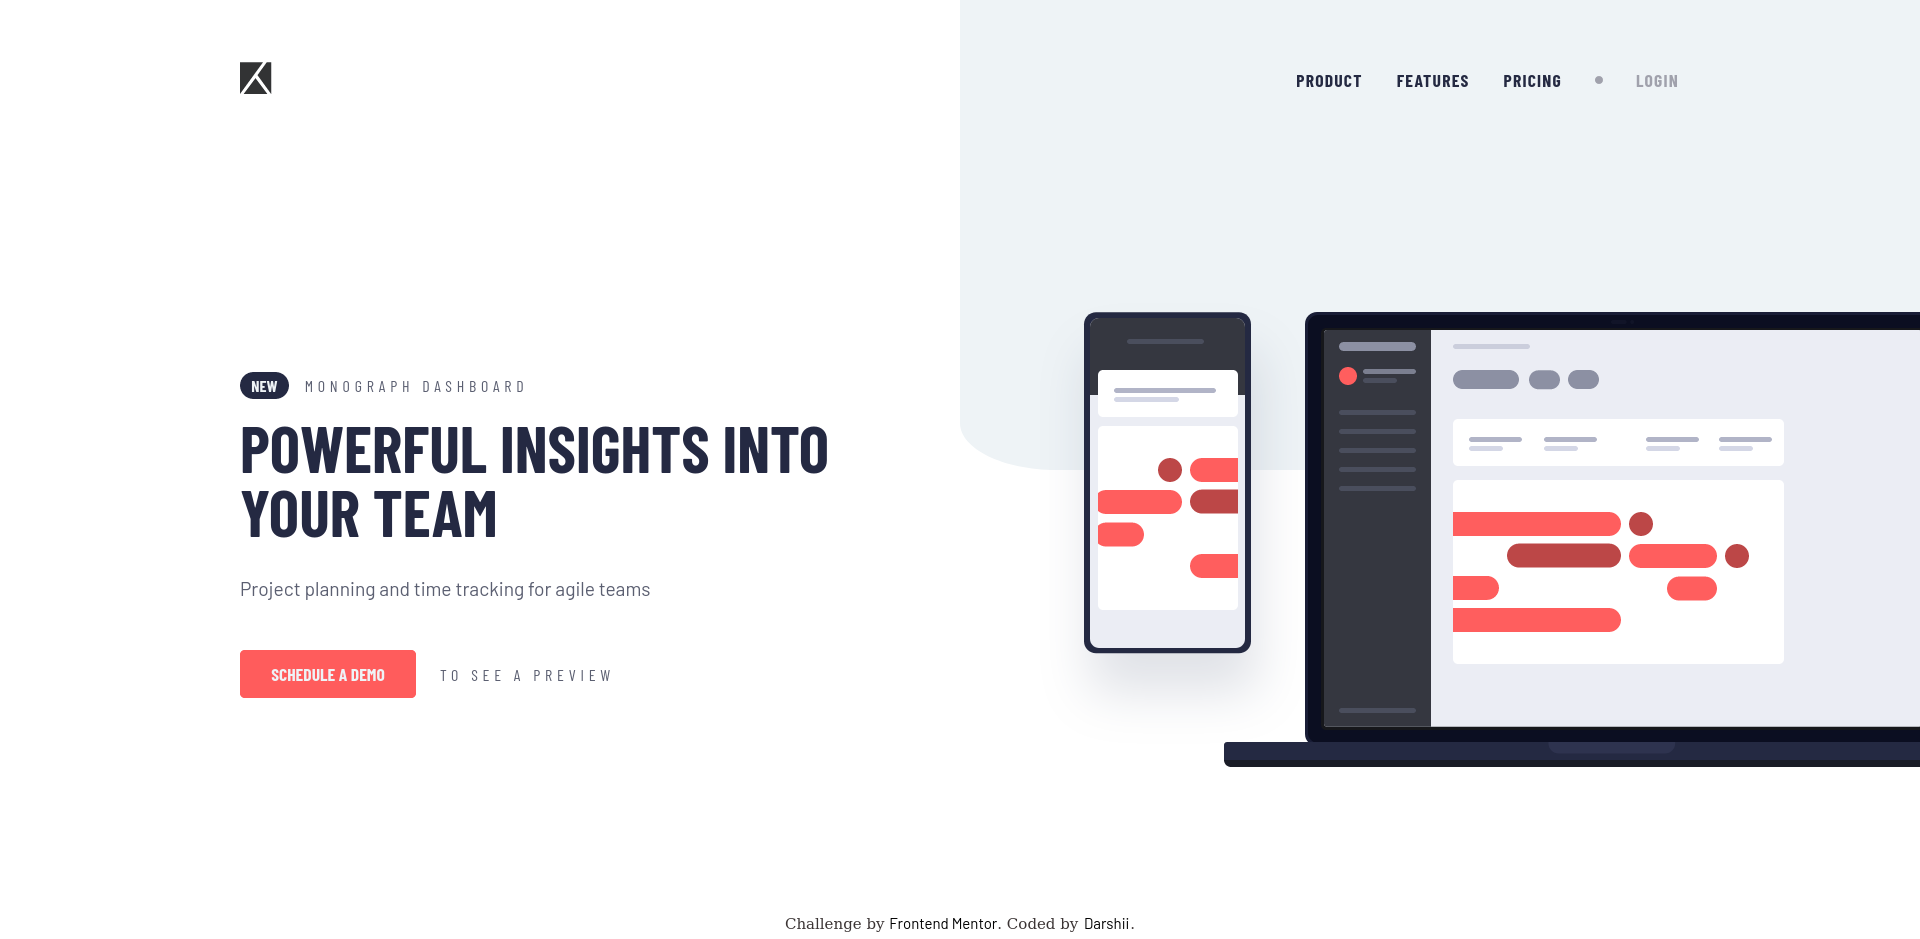 PRODUCT FEATURES PRICING LOGIN
NEW MONOGRAPH DASHBOARD
POWERFUL INSIGHTS INTO
YOUR TEAM
Project planning and time tracking for agile teams
SCHEDULE A DEMO TO SEE A PREVIEW
Challenge by Frontend Mentor. Coded by Darshii.